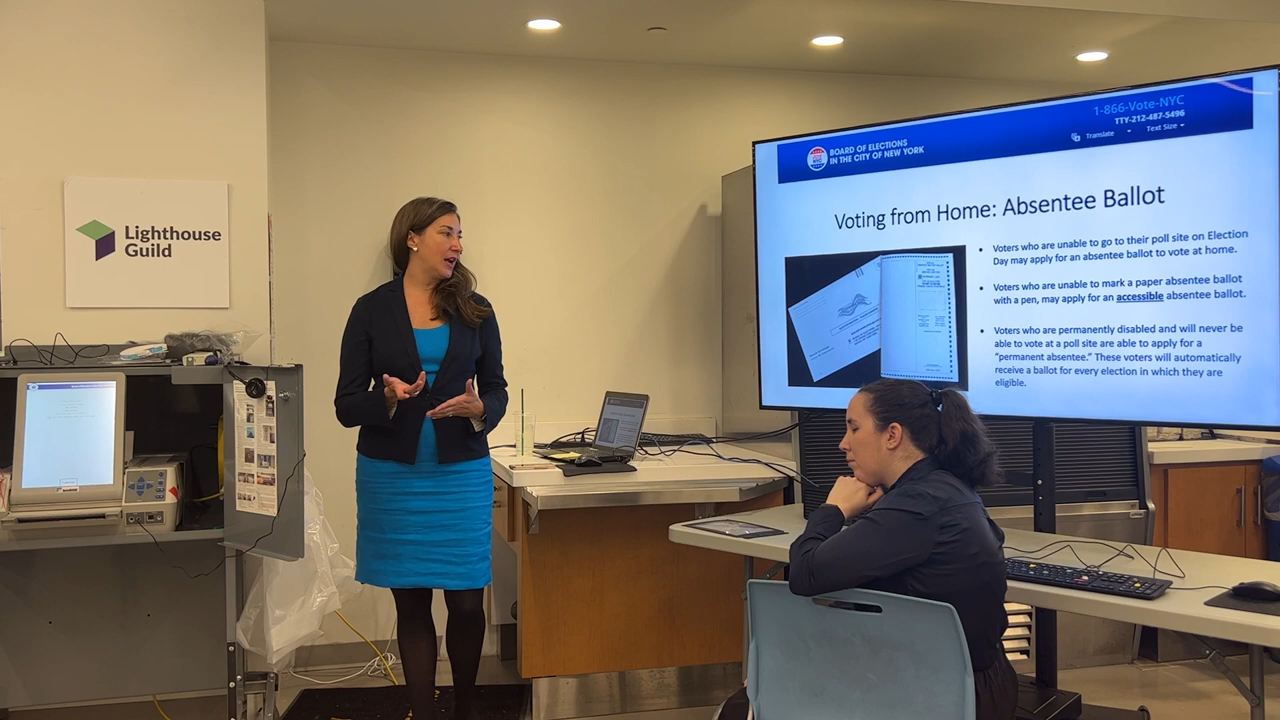 Lighthouse
Guild
1-866-Vote-NYC
TTY-212-487-5496
Translate
Text Size
BOARD OF ELECTIONS
IN THE CITY OF NEW YORK
Voting from Home: Absentee Ballot
• Voters who are unable to go to their poll site on Election
Day may apply for an absentee ballot to vote at home.
• Voters who are unable to mark a paper absentee ballot
with a pen, may apply for an accessible absentee ballot.
• Voters who are permanently disabled and will never be
able to vote at a poll site are able to apply for a
“permanent absentee.” These voters will automatically
receive a ballot for every election in which they are
eligible.